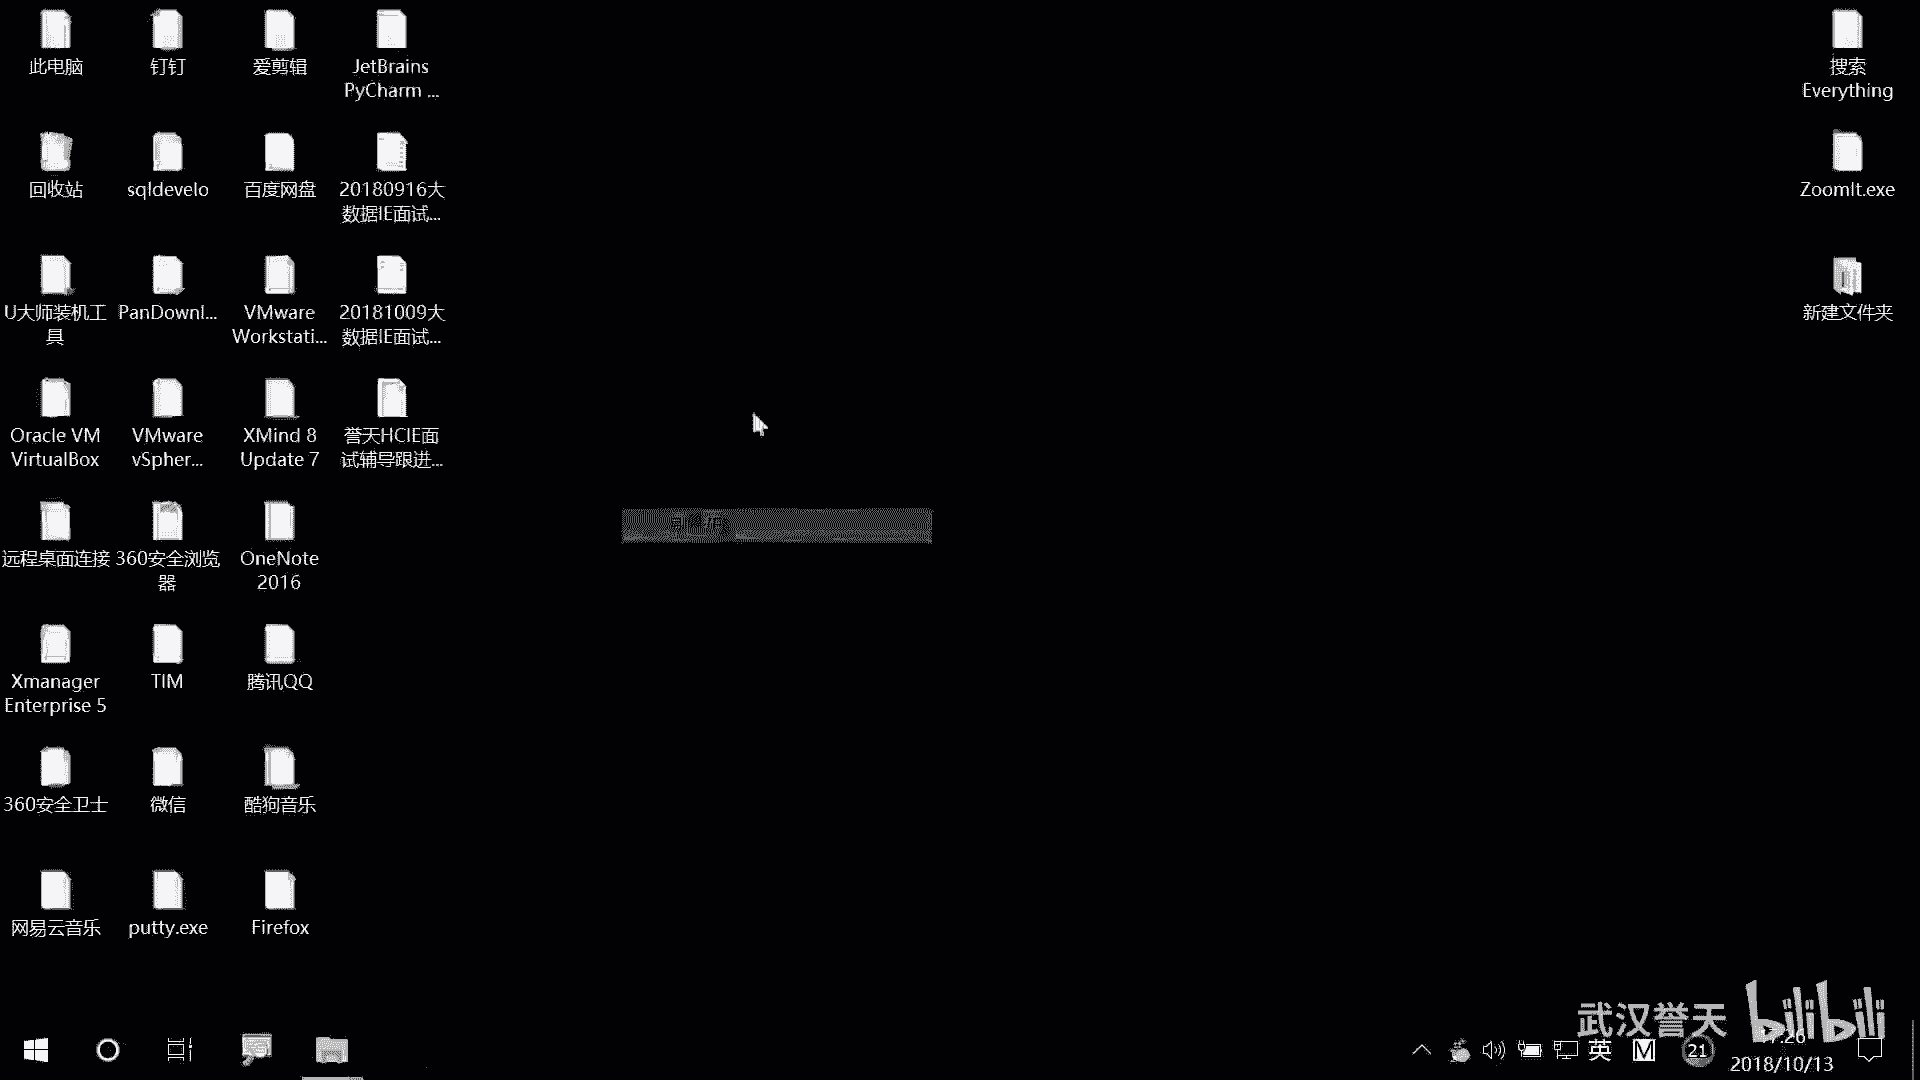 此电脑
钉钉
爱剪辑
JetBrains
PyCharm ...
搜索
Everything
回收站
sqldevelo
百度网盘
20180916大
数据IE面试...
ZoomIt.exe
U大师装机工
具
PanDownl...
VMware
Workstati...
20181009大
数据IE面试...
新建文件夹
Oracle VM
VirtualBox
VMware
vSpher...
XMind 8
Update 7
誉天HCIE面
试辅导跟进...
远程桌面连接
360安全浏览
器
OneNote
2016
Xmanager
Enterprise 5
TIM
腾讯QQ
360安全卫士
微信
酷狗音乐
网易云音乐
putty.exe
Firefox
武汉誉天
bilibili
英
M
21
17:26
2018/10/13